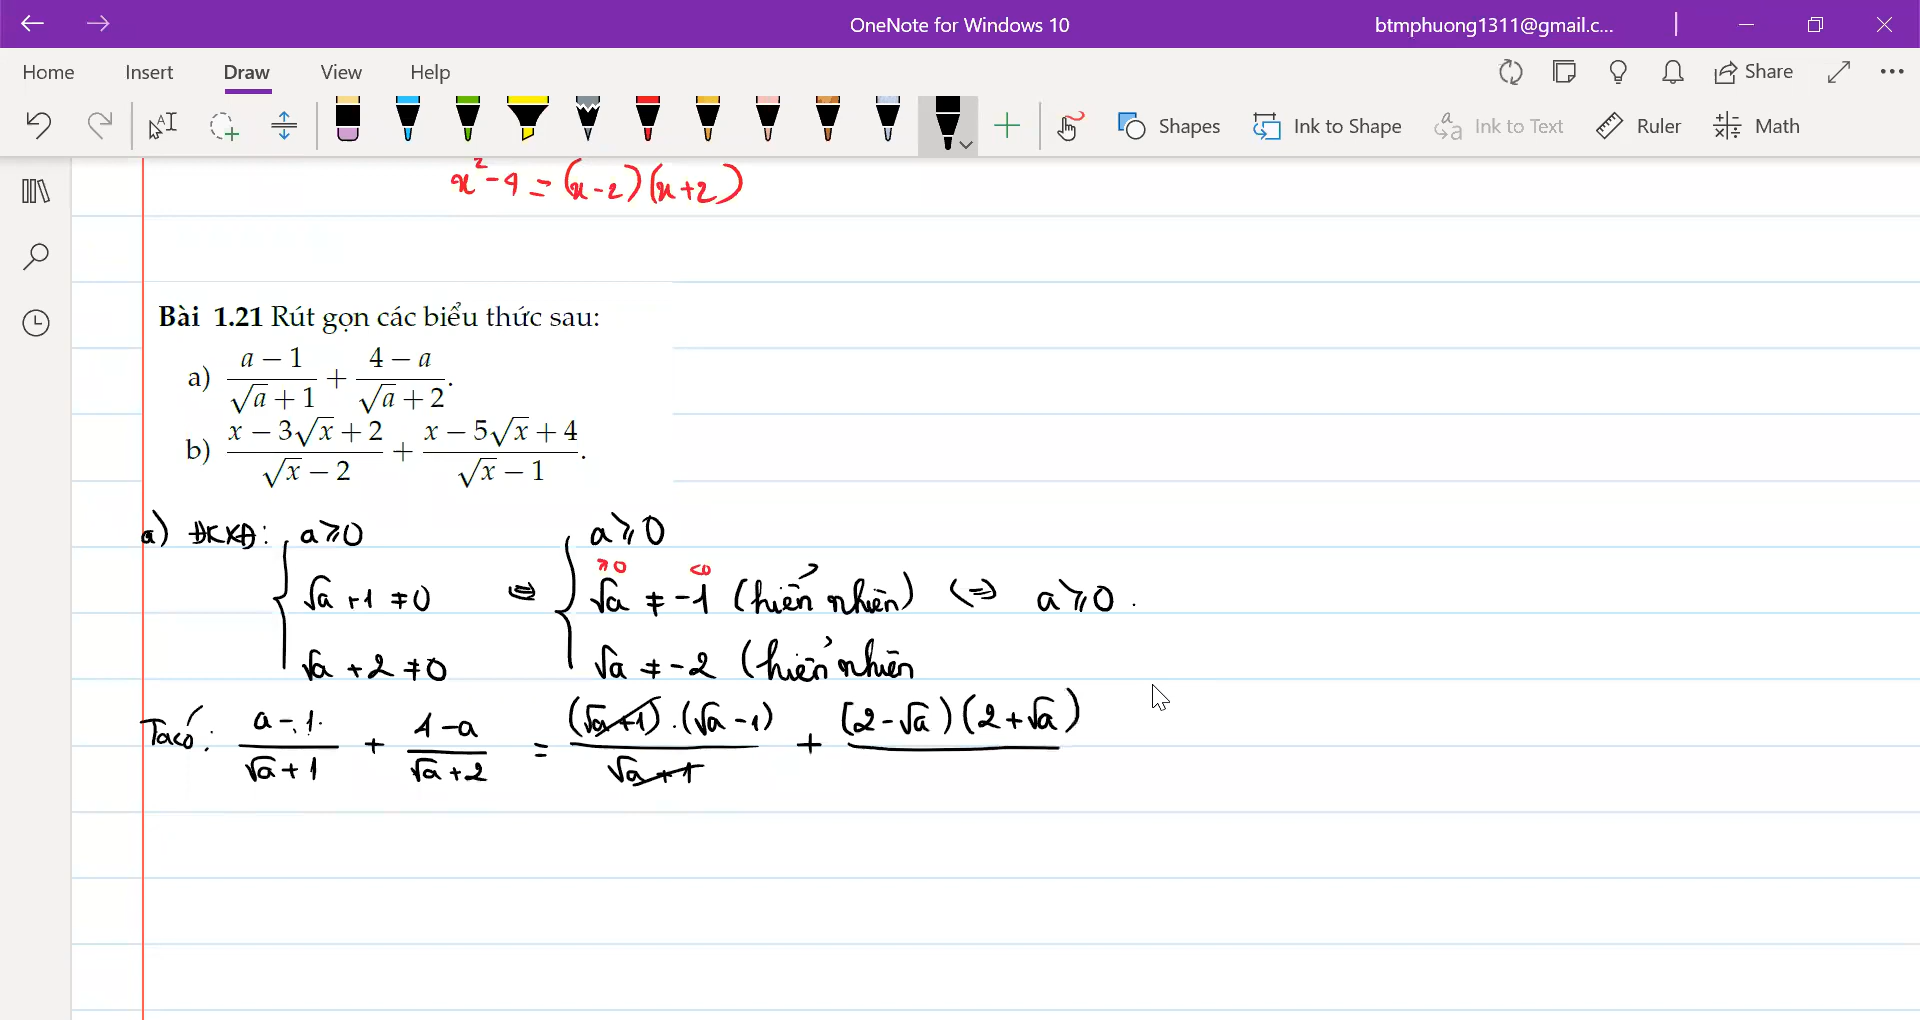 OneNote for Windows 10
btmphuong1311@gmail.c...
Home Insert Draw View Help
Share
Shapes Ink to Shape Ink to Text Ruler Math
x² - 4 = (x - 2)(x + 2)
Bài 1.21 Rút gọn các biểu thức sau:
a) (a − 1)/(√a + 1) + (4 − a)/(√a + 2).
b) (x − 3√x + 2)/(√x − 2) + (x − 5√x + 4)/(√x − 1).
a) ĐKXĐ: { a ⩾ 0 ⇔ { a ⩾ 0
⩾0 <0
√a + 1 ≠ 0 √a ≠ -1 (hiển nhiên) ⇔ a ⩾ 0.
√a + 2 ≠ 0 √a ≠ -2 (hiển nhiên
Ta có: (a - 1)/(√a + 1) + (4 - a)/(√a + 2) = (√a + 1).(√a - 1)/(√a + 1) + (2 - √a)(2 + √a)